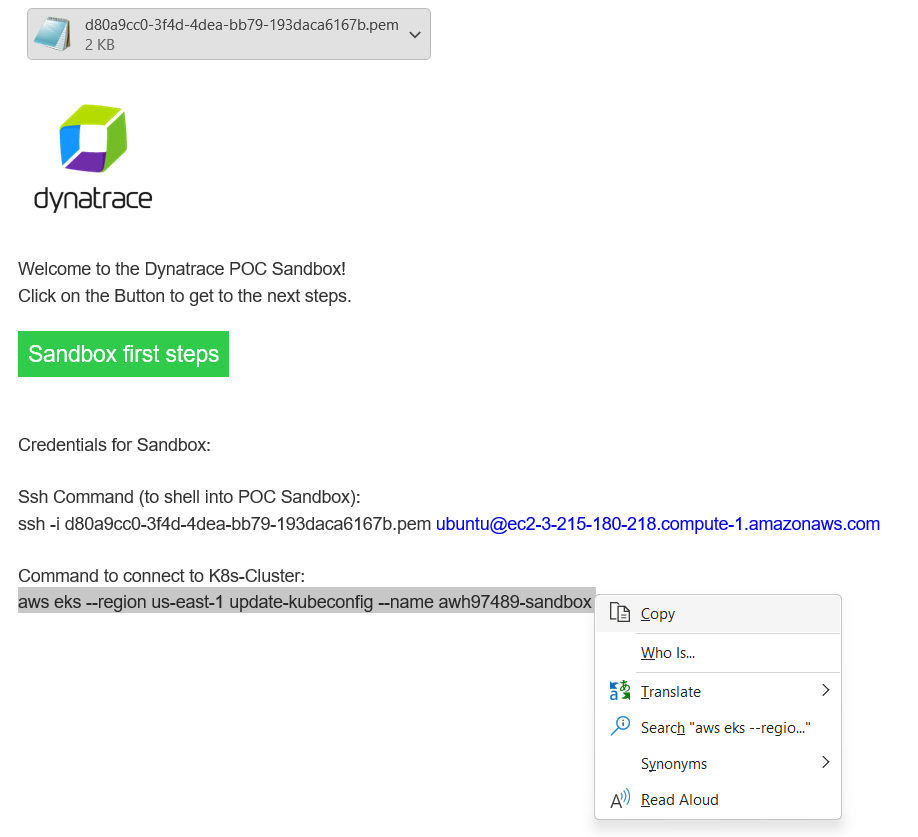 d80a9cc0-3f4d-4dea-bb79-193daca6167b.pem
2 KB
dynatrace
Welcome to the Dynatrace POC Sandbox!
Click on the Button to get to the next steps.
Sandbox first steps
Credentials for Sandbox:
Ssh Command (to shell into POC Sandbox):
ssh -i d80a9cc0-3f4d-4dea-bb79-193daca6167b.pem ubuntu@ec2-3-215-180-218.compute-1.amazonaws.com
Command to connect to K8s-Cluster:
aws eks --region us-east-1 update-kubeconfig --name awh97489-sandbox
Copy
Who Is...
Translate
Search "aws eks --regio..."
Synonyms
Read Aloud